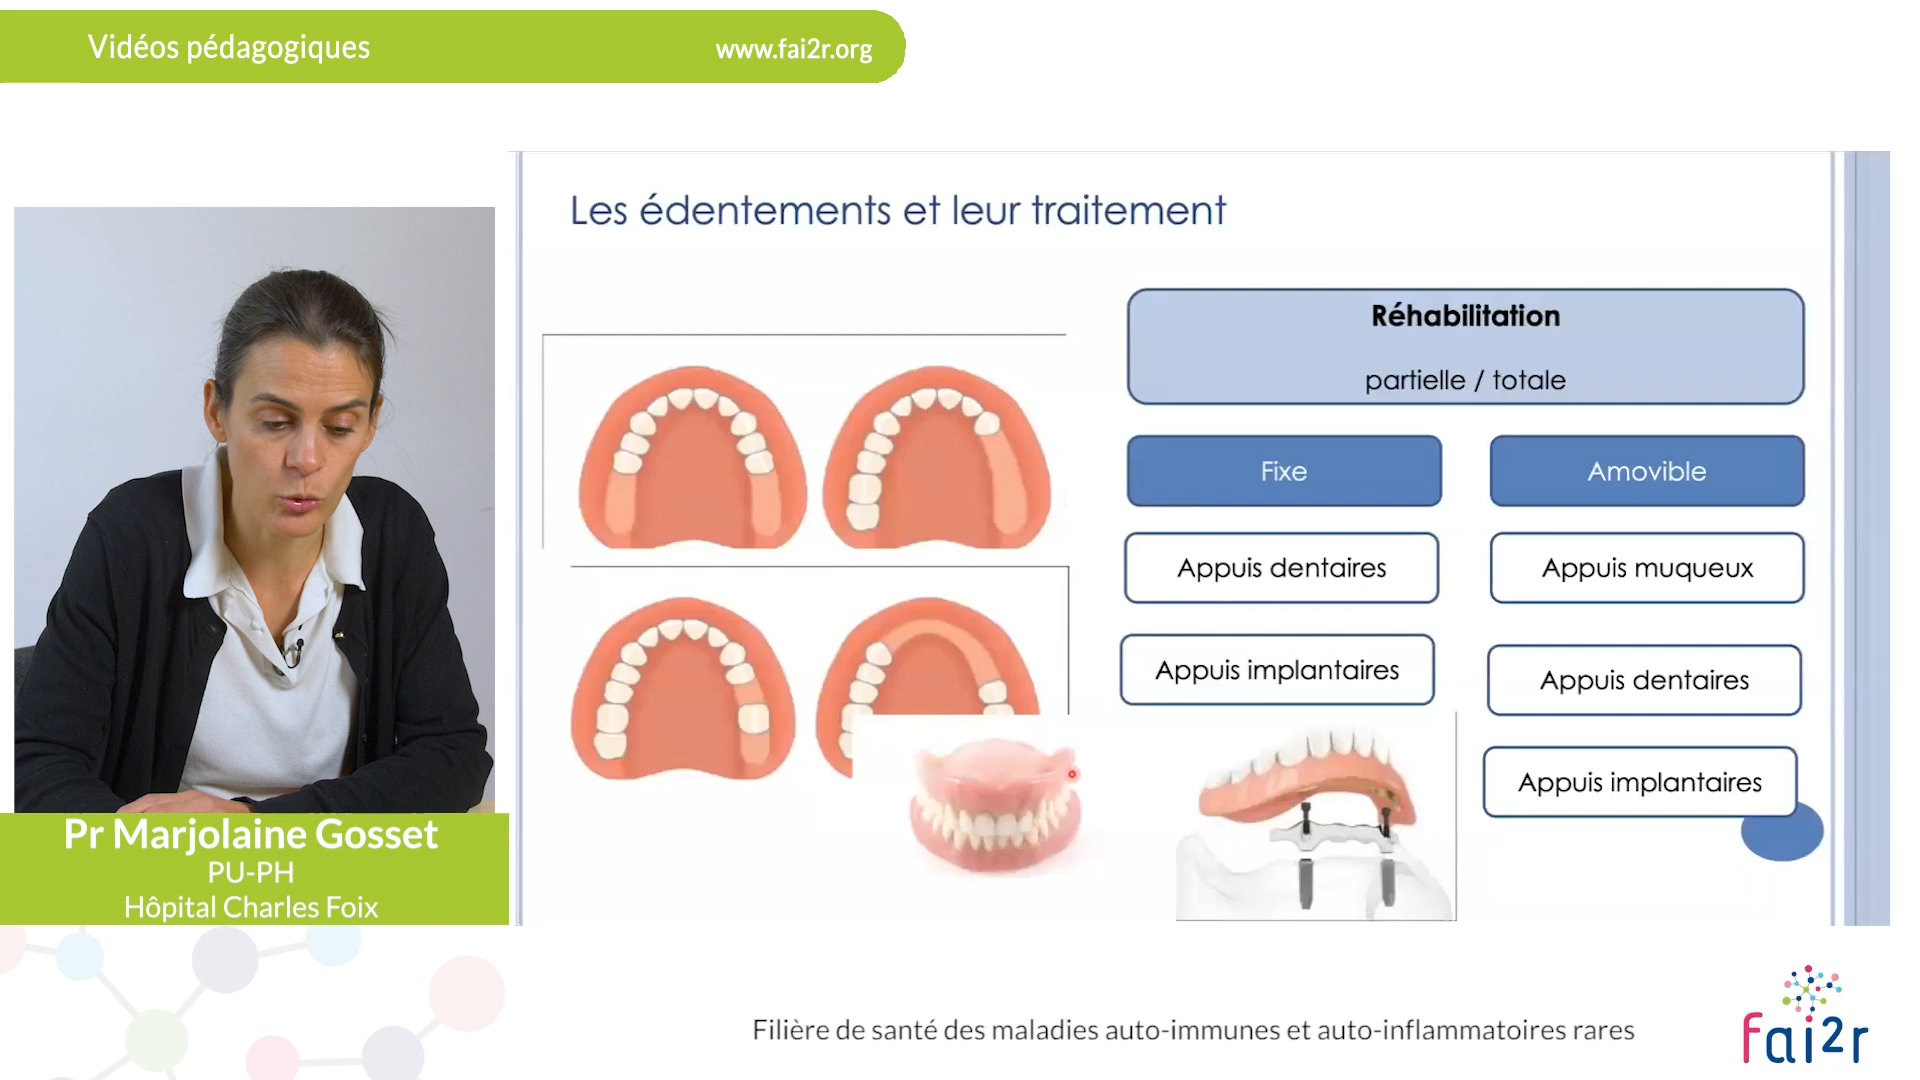 Vidéos pédagogiques
www.fai2r.org
Les édentements et leur traitement
Réhabilitation
partielle / totale
Fixe
Amovible
Appuis dentaires
Appuis muqueux
Appuis implantaires
Appuis dentaires
Appuis implantaires
Pr Marjolaine Gosset
PU-PH
Hôpital Charles Foix
Filière de santé des maladies auto-immunes et auto-inflammatoires rares
fai2r